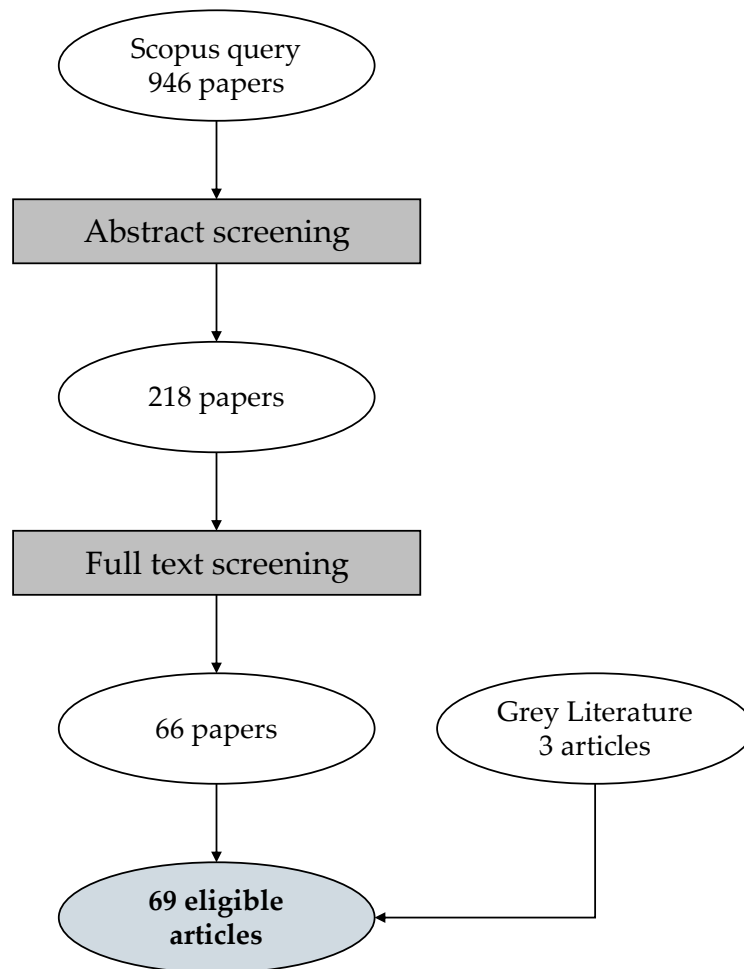 Scopus query
946 papers
Abstract screening
218 papers
Full text screening
66 papers
Grey Literature
3 articles
69 eligible
articles